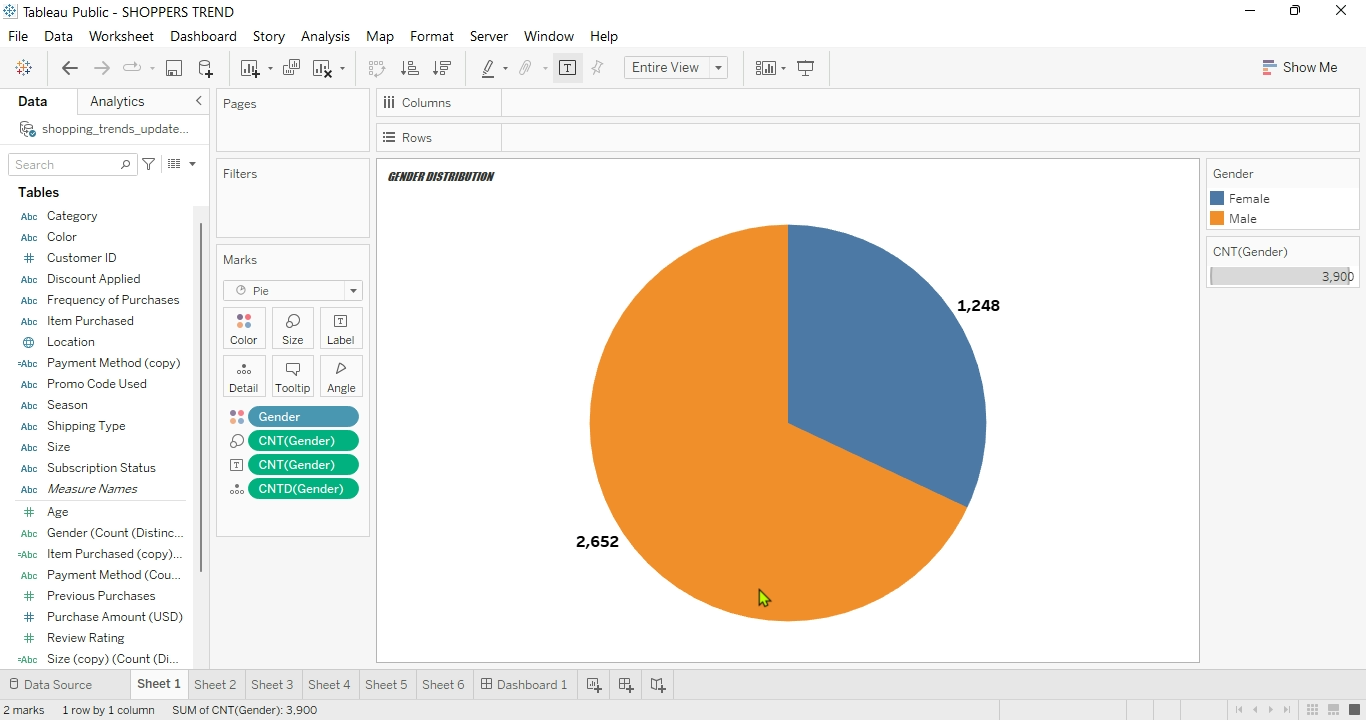 Tableau Public - SHOPPERS TREND
File Data Worksheet Dashboard Story Analysis Map Format Server Window Help
Entire View
Show Me
Data Analytics
shopping_trends_update...
Search
Tables
Abc Category
Abc Color
# Customer ID
Abc Discount Applied
Abc Frequency of Purchases
Abc Item Purchased
Location
=Abc Payment Method (copy)
Abc Promo Code Used
Abc Season
Abc Shipping Type
Abc Size
Abc Subscription Status
Abc Measure Names
# Age
Abc Gender (Count (Distinc...
=Abc Item Purchased (copy)...
Abc Payment Method (Cou...
# Previous Purchases
# Purchase Amount (USD)
# Review Rating
=Abc Size (copy) (Count (Di...
Pages
Filters
Marks
Pie
Color Size Label
Detail Tooltip Angle
Gender
CNT(Gender)
CNT(Gender)
CNTD(Gender)
Columns
Rows
GENDER DISTRIBUTION
1,248
2,652
Gender
Female
Male
CNT(Gender)
3,900
Data Source Sheet 1 Sheet 2 Sheet 3 Sheet 4 Sheet 5 Sheet 6 Dashboard 1
2 marks 1 row by 1 column SUM of CNT(Gender): 3,900